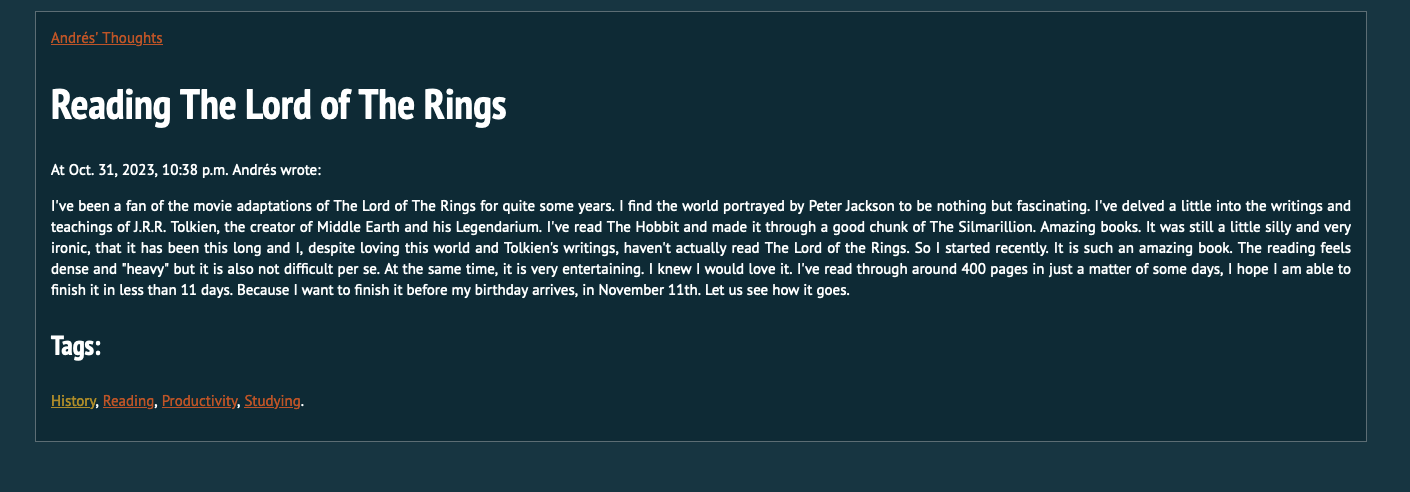 Andrés' Thoughts
Reading The Lord of The Rings
At Oct. 31, 2023, 10:38 p.m. Andrés wrote:
I've been a fan of the movie adaptations of The Lord of The Rings for quite some years. I find the world portrayed by Peter Jackson to be nothing but fascinating. I've delved a little into the writings and
teachings of J.R.R. Tolkien, the creator of Middle Earth and his Legendarium. I've read The Hobbit and made it through a good chunk of The Silmarillion. Amazing books. It was still a little silly and very
ironic, that it has been this long and I, despite loving this world and Tolkien's writings, haven't actually read The Lord of the Rings. So I started recently. It is such an amazing book. The reading feels
dense and "heavy" but it is also not difficult per se. At the same time, it is very entertaining. I knew I would love it. I've read through around 400 pages in just a matter of some days, I hope I am able to
finish it in less than 11 days. Because I want to finish it before my birthday arrives, in November 11th. Let us see how it goes.
Tags:
History, Reading, Productivity, Studying.